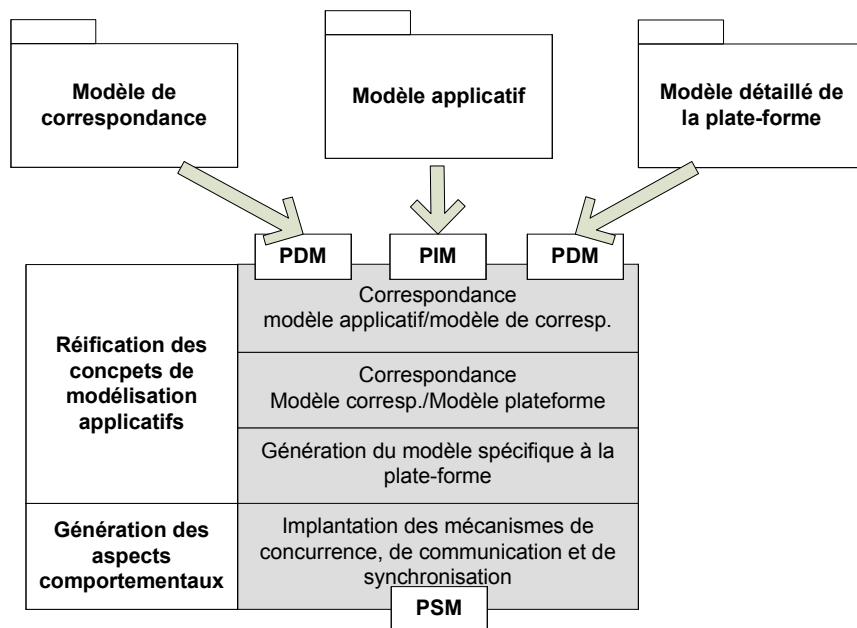 Modèle de
correspondance
Modèle applicatif
Modèle détaillé de
la plate-forme
PDM
PIM
PDM
Réification des
concpets de
modélisation
applicatifs
Correspondance
modèle applicatif/modèle de corresp.
Correspondance
Modèle corresp./Modèle plateforme
Génération du modèle spécifique à la
plate-forme
Génération des
aspects
comportementaux
Implantation des mécanismes de
concurrence, de communication et de
synchronisation
PSM